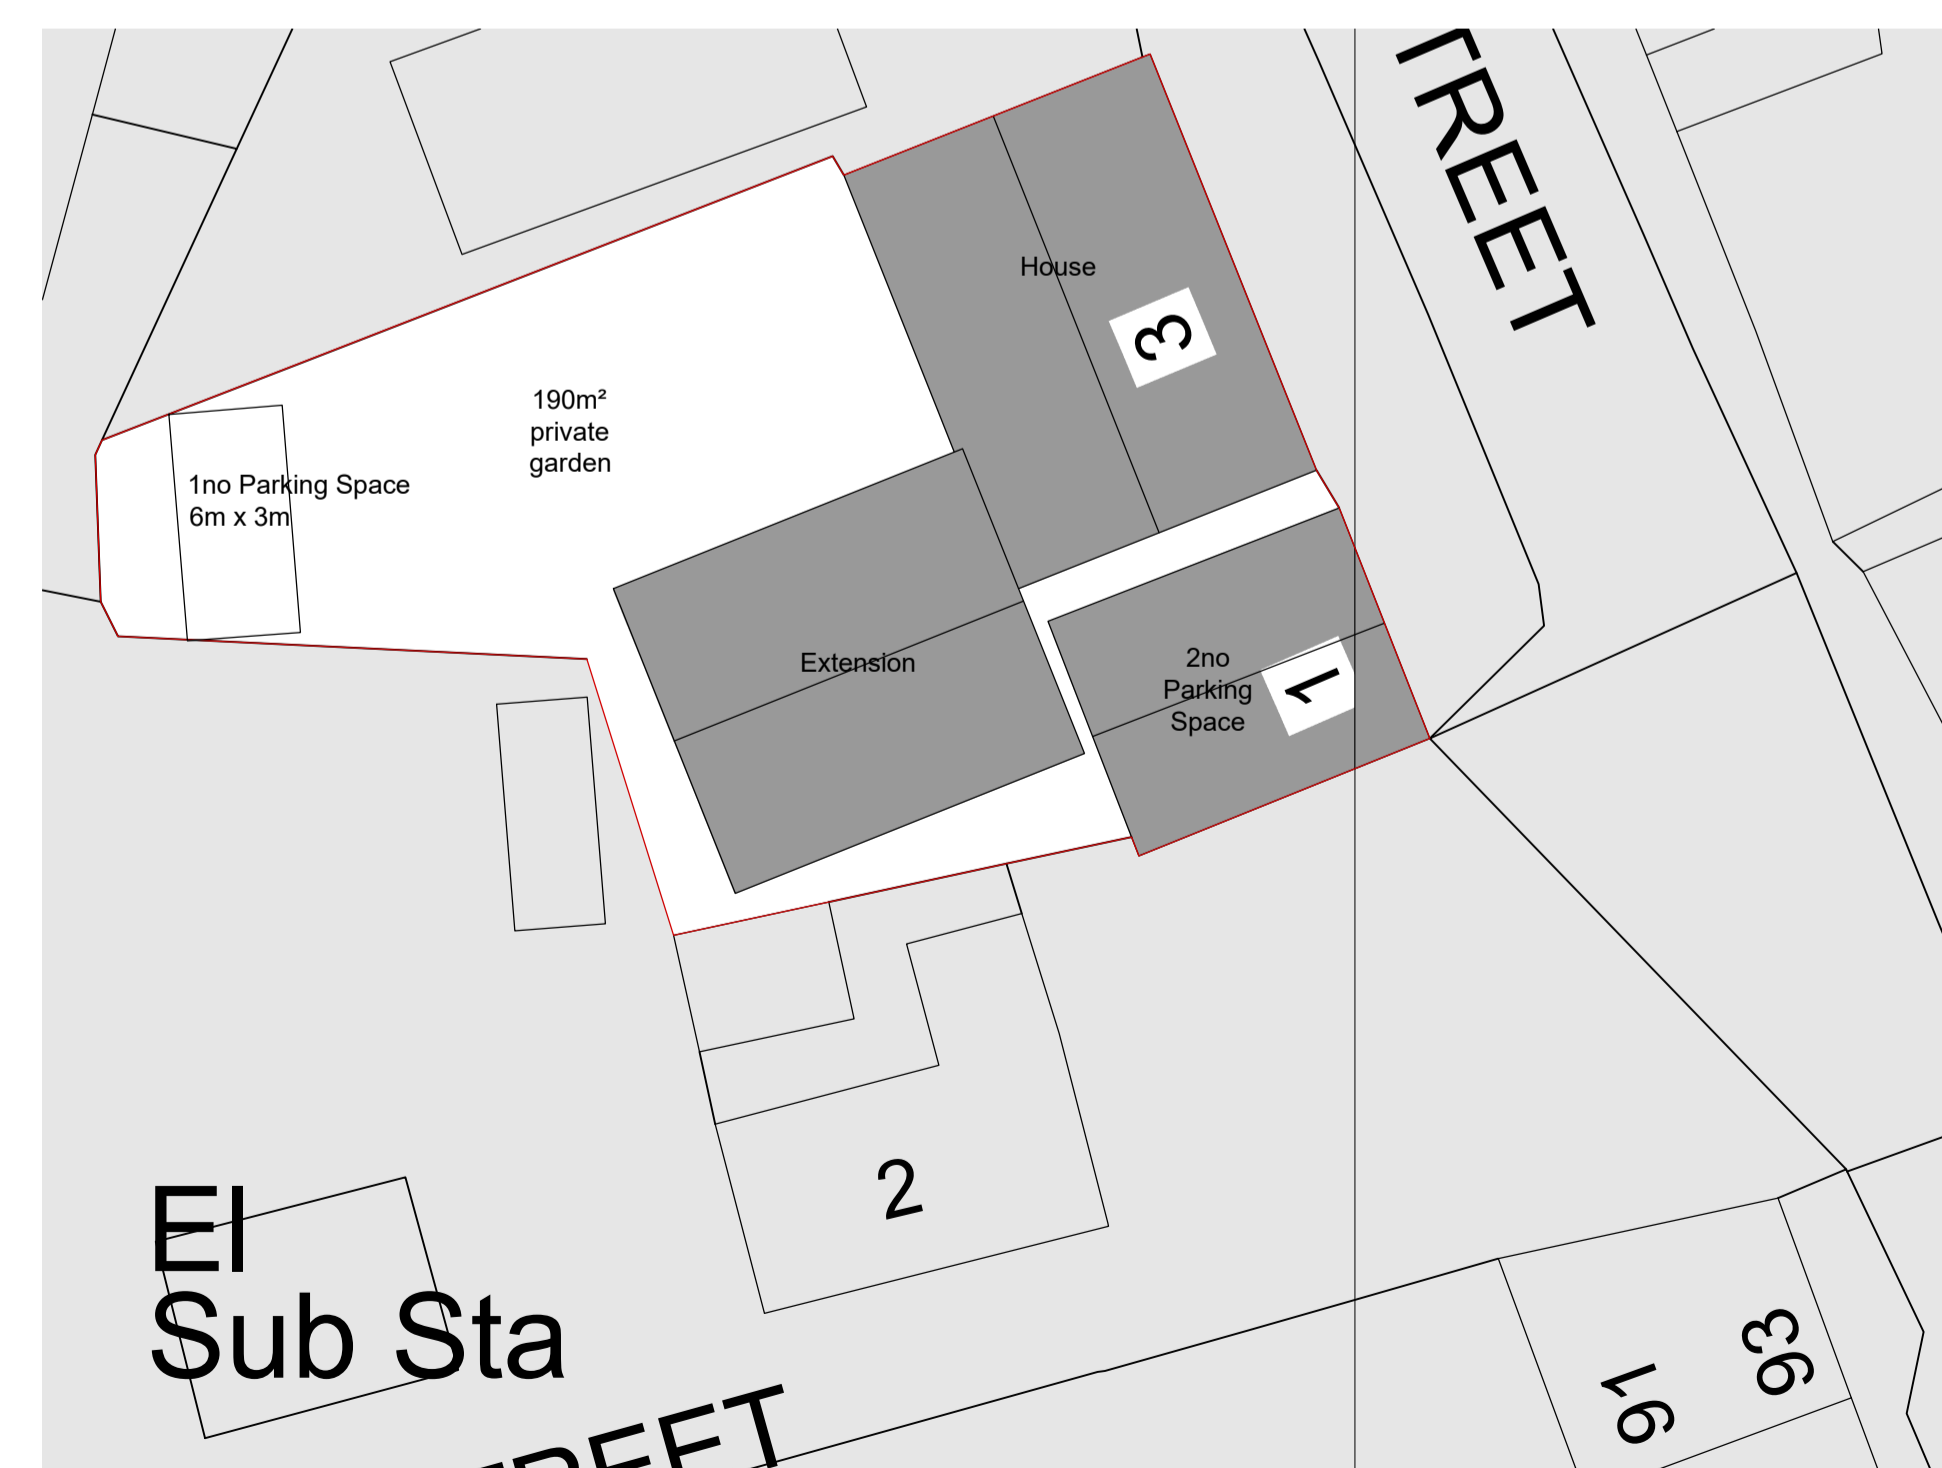 TREET
House
3
190m²
private
garden
1no Parking Space
6m x 3m
Extension
2no
Parking
Space
1
2
El
Sub Sta
93
91
TREET